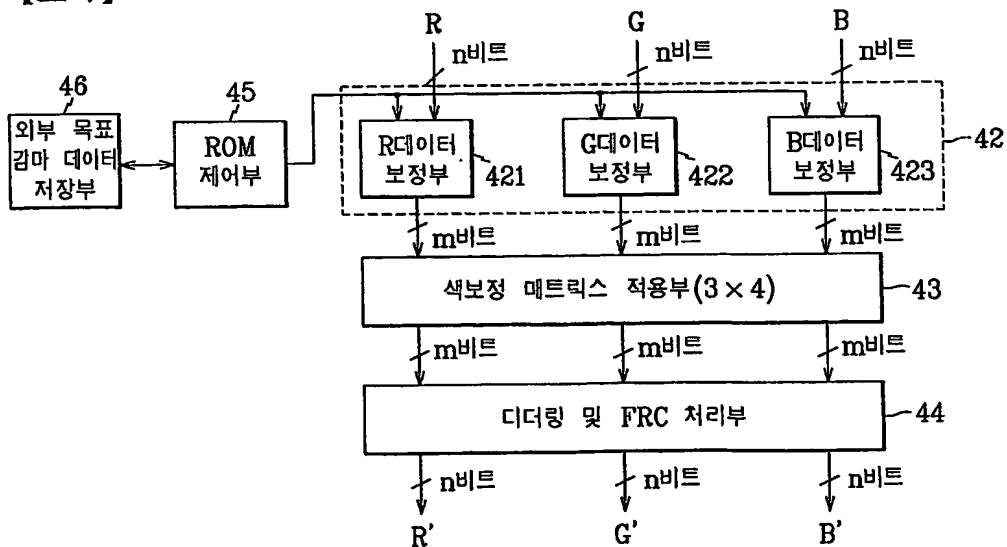 R G B
n비트 n비트 n비트
46 45
외부 목표
감마 데이터
저장부
ROM
제어부
R데이터
보정부
421
G데이터
보정부
422
B데이터
보정부
423
42
m비트 m비트 m비트
색보정 매트릭스 적용부(3×4)
43
m비트 m비트 m비트
디더링 및 FRC 처리부
44
n비트 n비트 n비트
R' G' B'